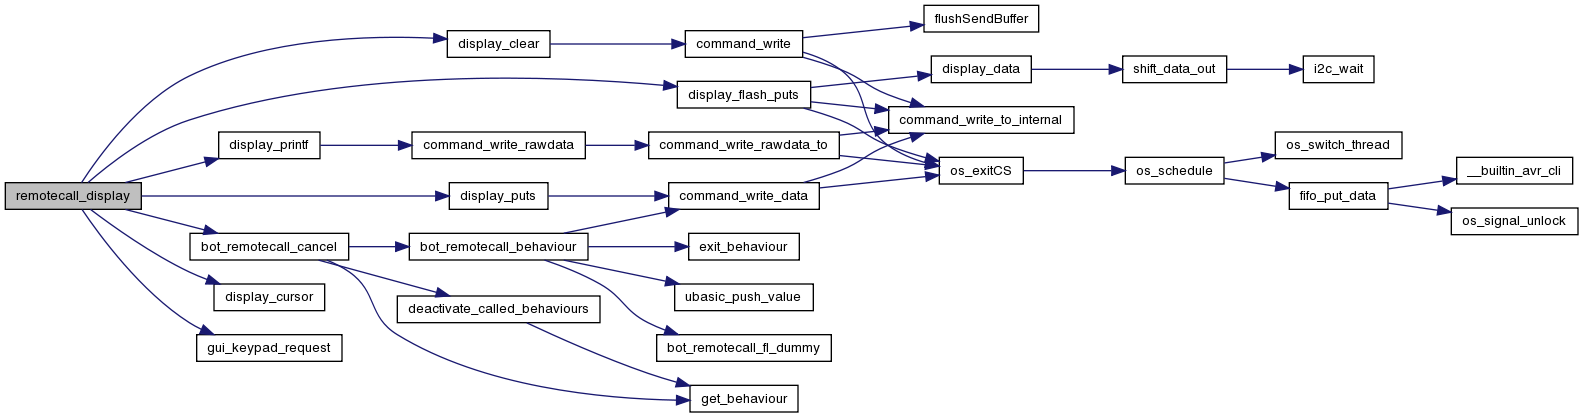 remotecall_display
display_clear
display_printf
display_puts
bot_remotecall_cancel
display_cursor
gui_keypad_request
command_write_rawdata
bot_remotecall_behaviour
deactivate_called_behaviours
command_write
display_flash_puts
command_write_rawdata_to
command_write_data
exit_behaviour
ubasic_push_value
bot_remotecall_fl_dummy
get_behaviour
flushSendBuffer
display_data
command_write_to_internal
os_exitCS
shift_data_out
os_schedule
i2c_wait
os_switch_thread
fifo_put_data
__builtin_avr_cli
os_signal_unlock